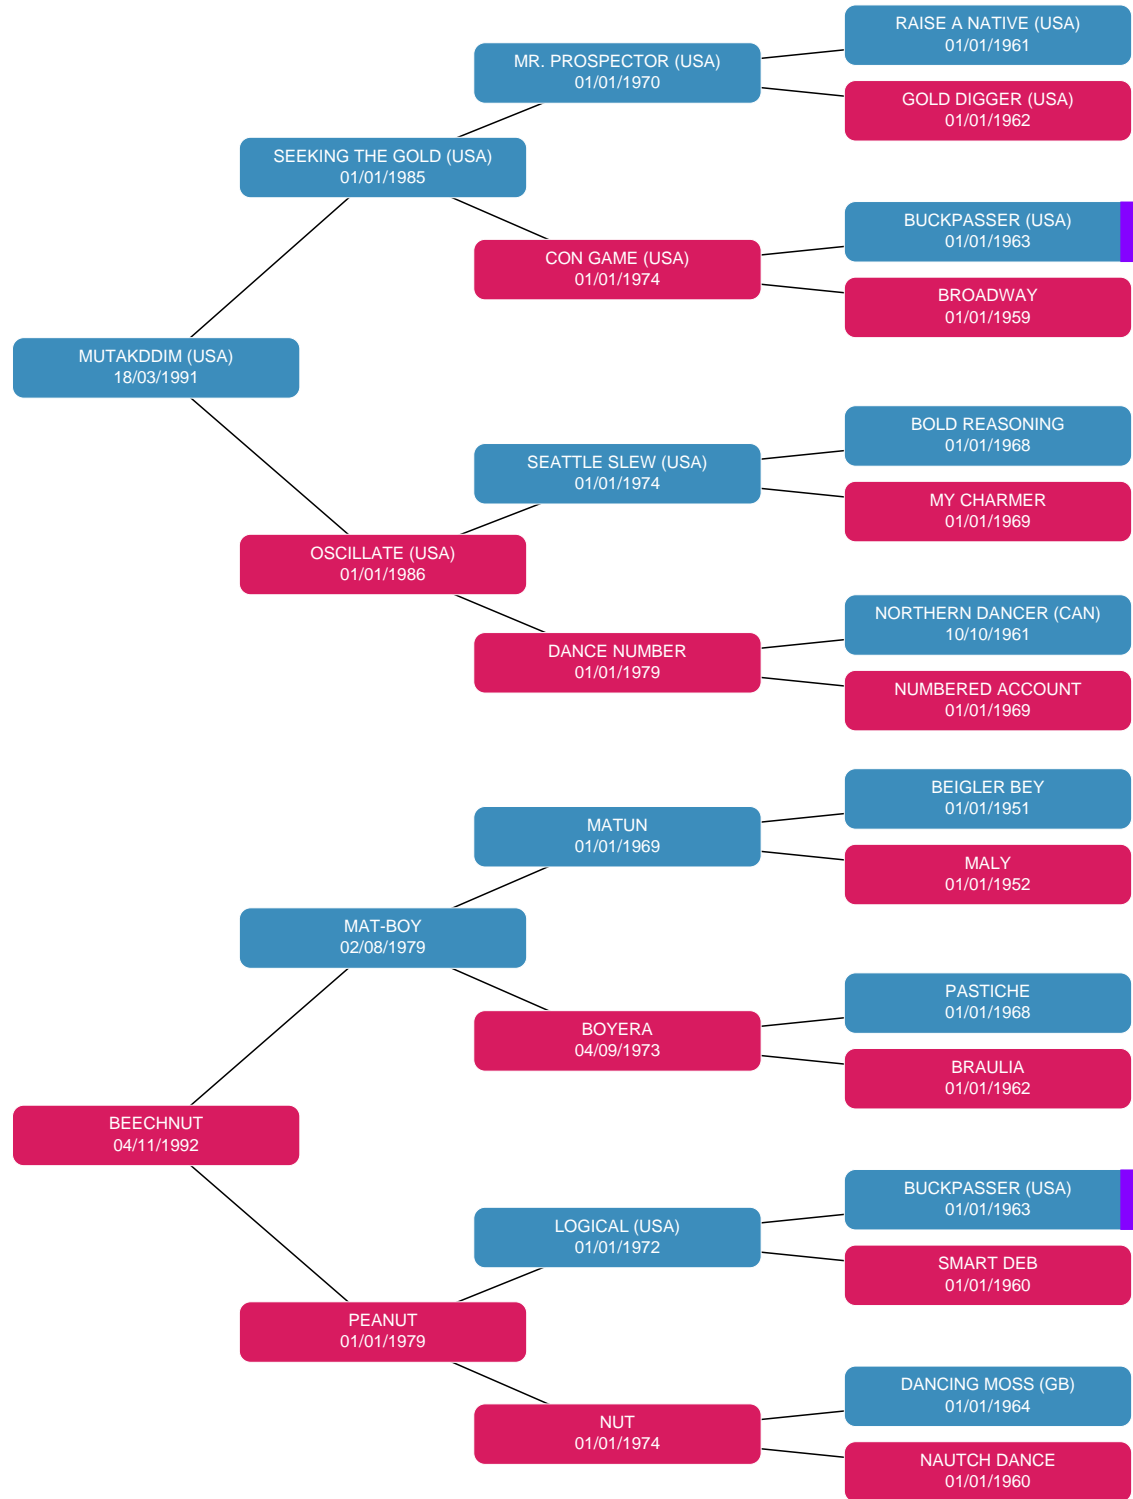 RAISE A NATIVE (USA)
01/01/1961
MR. PROSPECTOR (USA)
01/01/1970
GOLD DIGGER (USA)
01/01/1962
SEEKING THE GOLD (USA)
01/01/1985
BUCKPASSER (USA)
01/01/1963
CON GAME (USA)
01/01/1974
BROADWAY
01/01/1959
MUTAKDDIM (USA)
18/03/1991
BOLD REASONING
01/01/1968
SEATTLE SLEW (USA)
01/01/1974
MY CHARMER
01/01/1969
OSCILLATE (USA)
01/01/1986
NORTHERN DANCER (CAN)
10/10/1961
DANCE NUMBER
01/01/1979
NUMBERED ACCOUNT
01/01/1969
BEIGLER BEY
01/01/1951
MATUN
01/01/1969
MALY
01/01/1952
MAT-BOY
02/08/1979
PASTICHE
01/01/1968
BOYERA
04/09/1973
BRAULIA
01/01/1962
BEECHNUT
04/11/1992
BUCKPASSER (USA)
01/01/1963
LOGICAL (USA)
01/01/1972
SMART DEB
01/01/1960
PEANUT
01/01/1979
DANCING MOSS (GB)
01/01/1964
NUT
01/01/1974
NAUTCH DANCE
01/01/1960